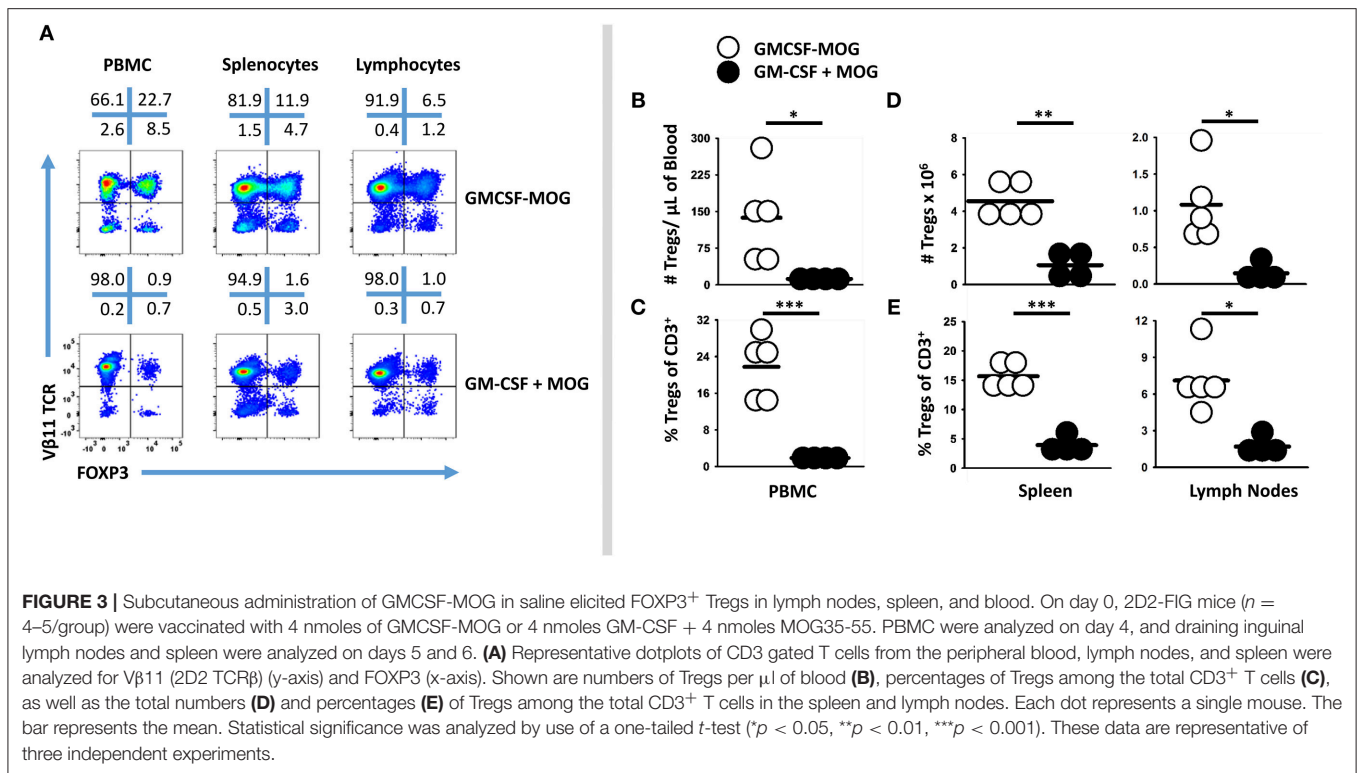 A
PBMC Splenocytes Lymphocytes
66.1 22.7 81.9 11.9 91.9 6.5
2.6 8.5 1.5 4.7 0.4 1.2
GMCSF-MOG
98.0 0.9 94.9 1.6 98.0 1.0
0.2 0.7 0.5 3.0 0.3 0.7
GM-CSF + MOG
Vβ11 TCR
10⁵
10⁴
10³
0
-10³
-10³ 0 10³ 10⁴ 10⁵
FOXP3
GMCSF-MOG
GM-CSF + MOG
B
*
# Tregs/ μL of Blood
300
225
150
75
0
C
***
% Tregs of CD3⁺
32
24
16
8
0
PBMC
D
**
# Tregs x 10⁶
8
6
4
2
0
*
2.0
1.5
1.0
0.5
0.0
E
***
% Tregs of CD3⁺
25
20
15
10
5
0
Spleen
*
12
9
6
3
0
Lymph Nodes
FIGURE 3 | Subcutaneous administration of GMCSF-MOG in saline elicited FOXP3⁺ Tregs in lymph nodes, spleen, and blood. On day 0, 2D2-FIG mice (n =
4–5/group) were vaccinated with 4 nmoles of GMCSF-MOG or 4 nmoles GM-CSF + 4 nmoles MOG35-55. PBMC were analyzed on day 4, and draining inguinal
lymph nodes and spleen were analyzed on days 5 and 6. (A) Representative dotplots of CD3 gated T cells from the peripheral blood, lymph nodes, and spleen were
analyzed for Vβ11 (2D2 TCRβ) (y-axis) and FOXP3 (x-axis). Shown are numbers of Tregs per μl of blood (B), percentages of Tregs among the total CD3⁺ T cells (C),
as well as the total numbers (D) and percentages (E) of Tregs among the total CD3⁺ T cells in the spleen and lymph nodes. Each dot represents a single mouse. The
bar represents the mean. Statistical significance was analyzed by use of a one-tailed t-test (*p < 0.05, **p < 0.01, ***p < 0.001). These data are representative of
three independent experiments.